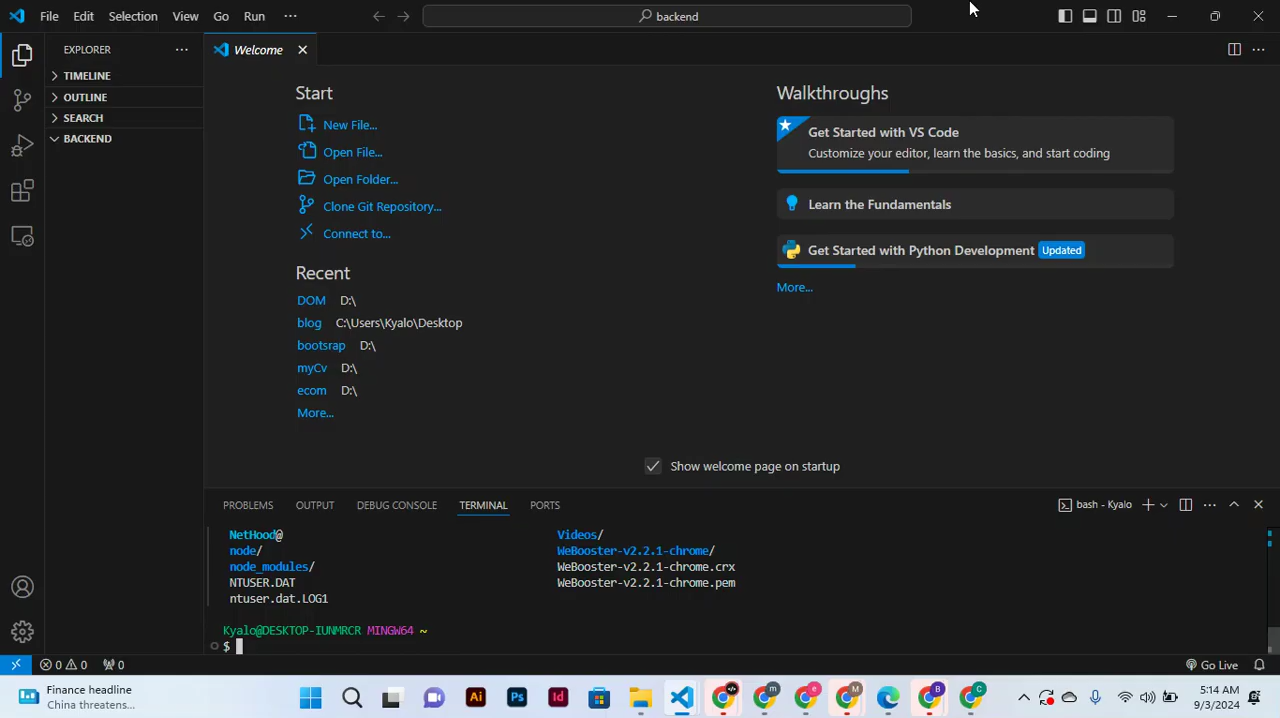 File Edit Selection View Go Run ···
backend
EXPLORER ···
TIMELINE
OUTLINE
SEARCH
BACKEND
Welcome
Start
New File...
Open File...
Open Folder...
Clone Git Repository...
Connect to...
Recent
DOM D:\
blog C:\Users\Kyalo\Desktop
bootsrap D:\
myCv D:\
ecom D:\
More...
Walkthroughs
Get Started with VS Code
Customize your editor, learn the basics, and start coding
Learn the Fundamentals
Get Started with Python Development Updated
More...
Show welcome page on startup
PROBLEMS OUTPUT DEBUG CONSOLE TERMINAL PORTS
bash - Kyalo
NetHood@ Videos/
node/ WeBooster-v2.2.1-chrome/
node_modules/ WeBooster-v2.2.1-chrome.crx
NTUSER.DAT WeBooster-v2.2.1-chrome.pem
ntuser.dat.LOG1
Kyalo@DESKTOP-IUNMRCR MINGW64 ~
$
0 0 0
Go Live
Finance headline
China threatens...
Ai Ps Id
m e M B C
5:14 AM
9/3/2024